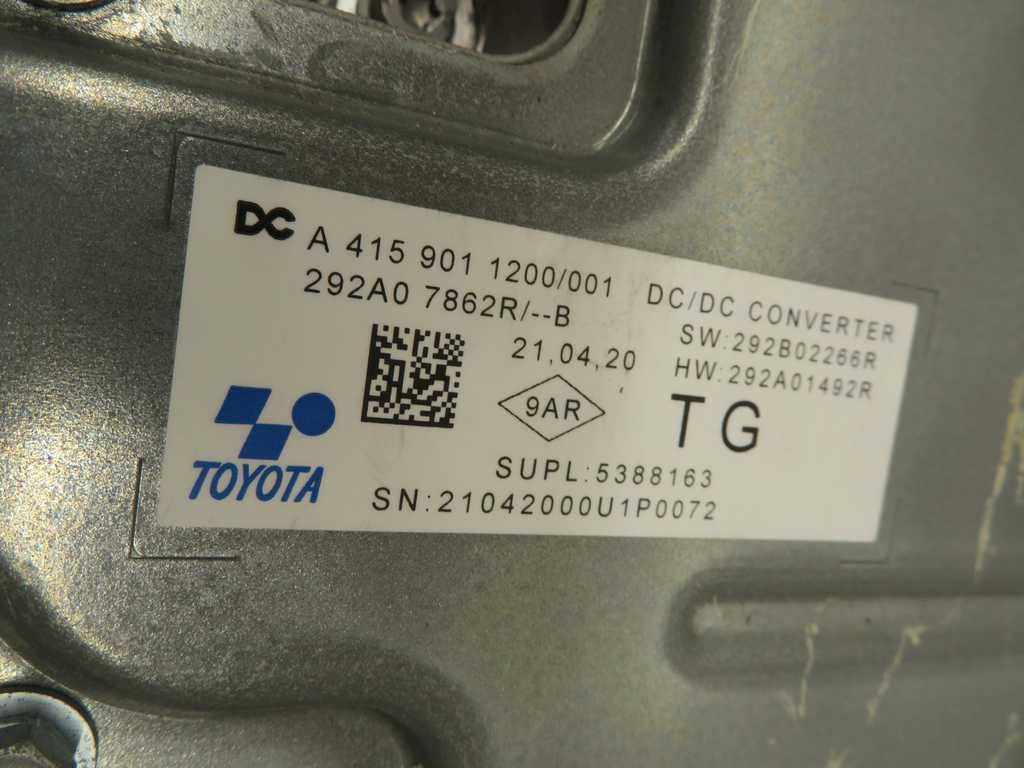 DC A 415 901 1200/001 DC/DC CONVERTER
292A0 7862R/--B SW:292B02266R
21,04,20 HW:292A01492R
9AR TG
TOYOTA
SUPL:5388163
SN:21042000U1P0072